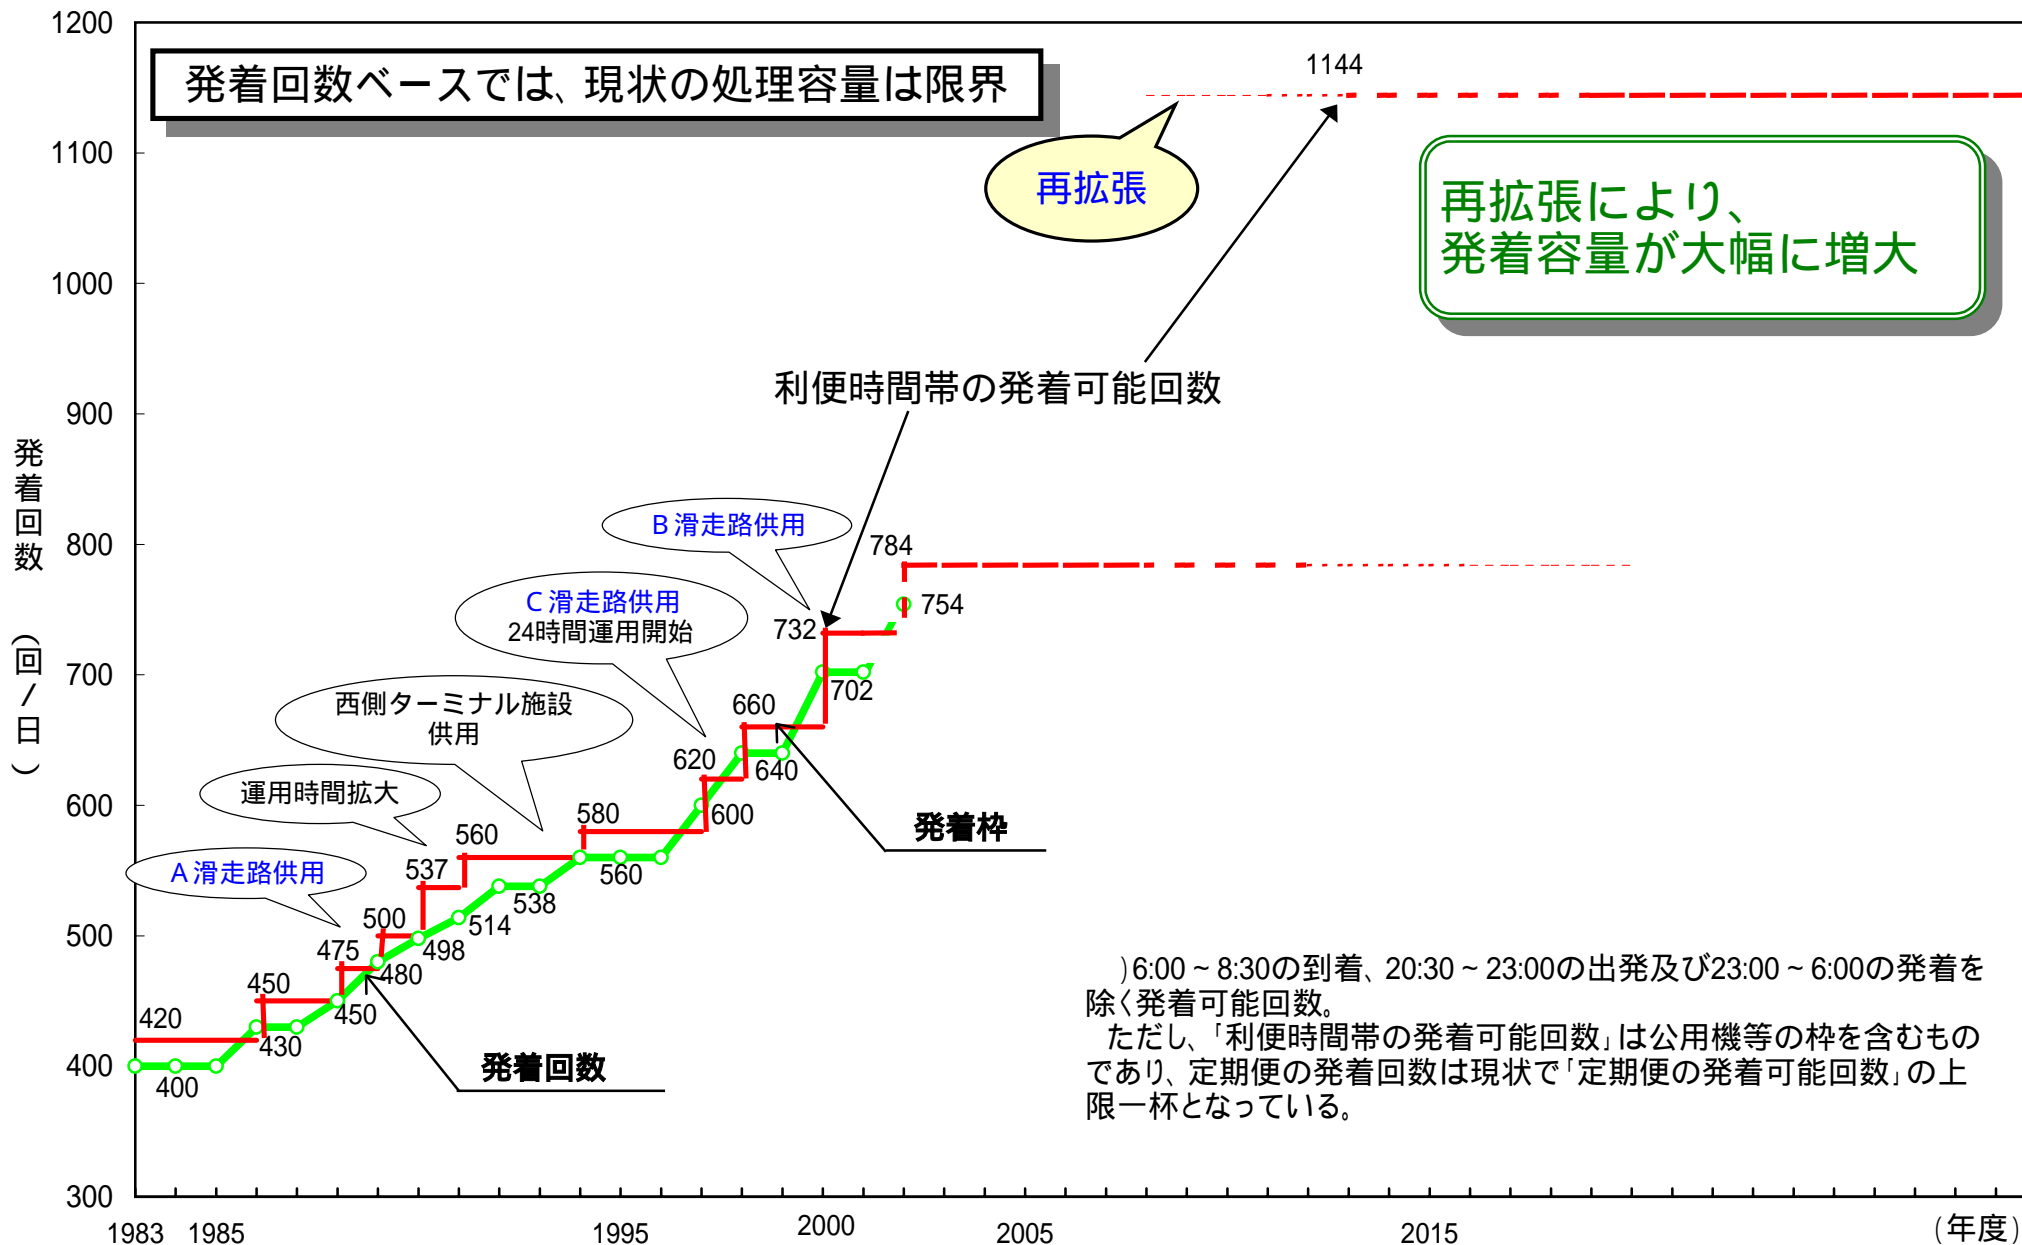 1200
1100
1000
900
800
700
600
500
400
300
発着回数 (回/日)
発着回数ベースでは、現状の処理容量は限界
1144
再拡張
再拡張により、
発着容量が大幅に増大
利便時間帯の発着可能回数
B滑走路供用
784
C滑走路供用
24時間運用開始
754
732
702
西側ターミナル施設
供用
660
640
620
600
運用時間拡大
580
560
560
発着枠
A滑走路供用
537
538
514
500
498
475
480
450
450
420
430
400
発着回数
)6:00~8:30の到着、20:30~23:00の出発及び23:00~6:00の発着を
除く発着可能回数。
ただし、「利便時間帯の発着可能回数」は公用機等の枠を含むもの
であり、定期便の発着回数は現状で「定期便の発着可能回数」の上
限一杯となっている。
1983 1985 1995 2000 2005 2015 (年度)